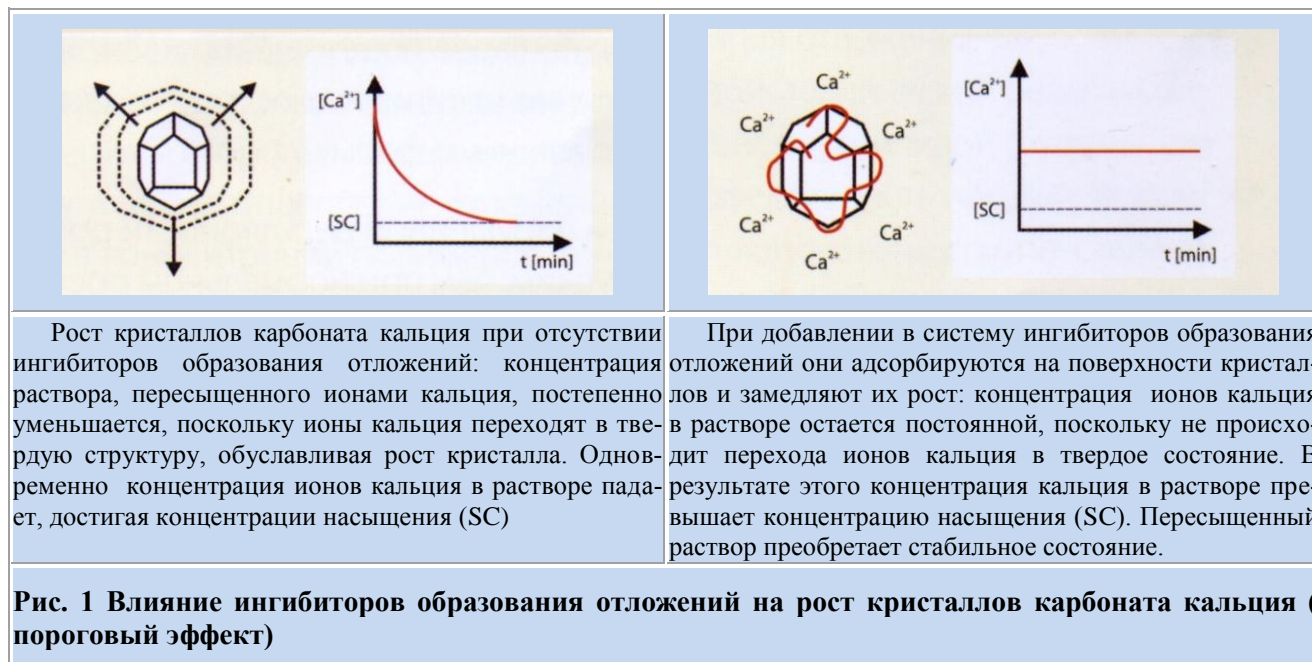 [Ca²⁺]
[SC]
t [min]
Ca²⁺
Ca²⁺
Ca²⁺
Ca²⁺
Ca²⁺
Ca²⁺
[Ca²⁺]
[SC]
t [min]
Рост кристаллов карбоната кальция при отсутствии
ингибиторов образования отложений: концентрация
раствора, пересыщенного ионами кальция, постепенно
уменьшается, поскольку ионы кальция переходят в тве-
рдую структуру, обуславливая рост кристалла. Однов-
ременно концентрация ионов кальция в растворе пада-
ет, достигая концентрации насыщения (SC)
При добавлении в систему ингибиторов образования
отложений они адсорбируются на поверхности кристал-
лов и замедляют их рост: концентрация ионов кальция
в растворе остается постоянной, поскольку не происхо-
дит перехода ионов кальция в твердое состояние. В
результате этого концентрация кальция в растворе пре-
вышает концентрацию насыщения (SC). Пересыщенный
раствор преобретает стабильное состояние.
Рис. 1 Влияние ингибиторов образования отложений на рост кристаллов карбоната кальция (
пороговый эффект)